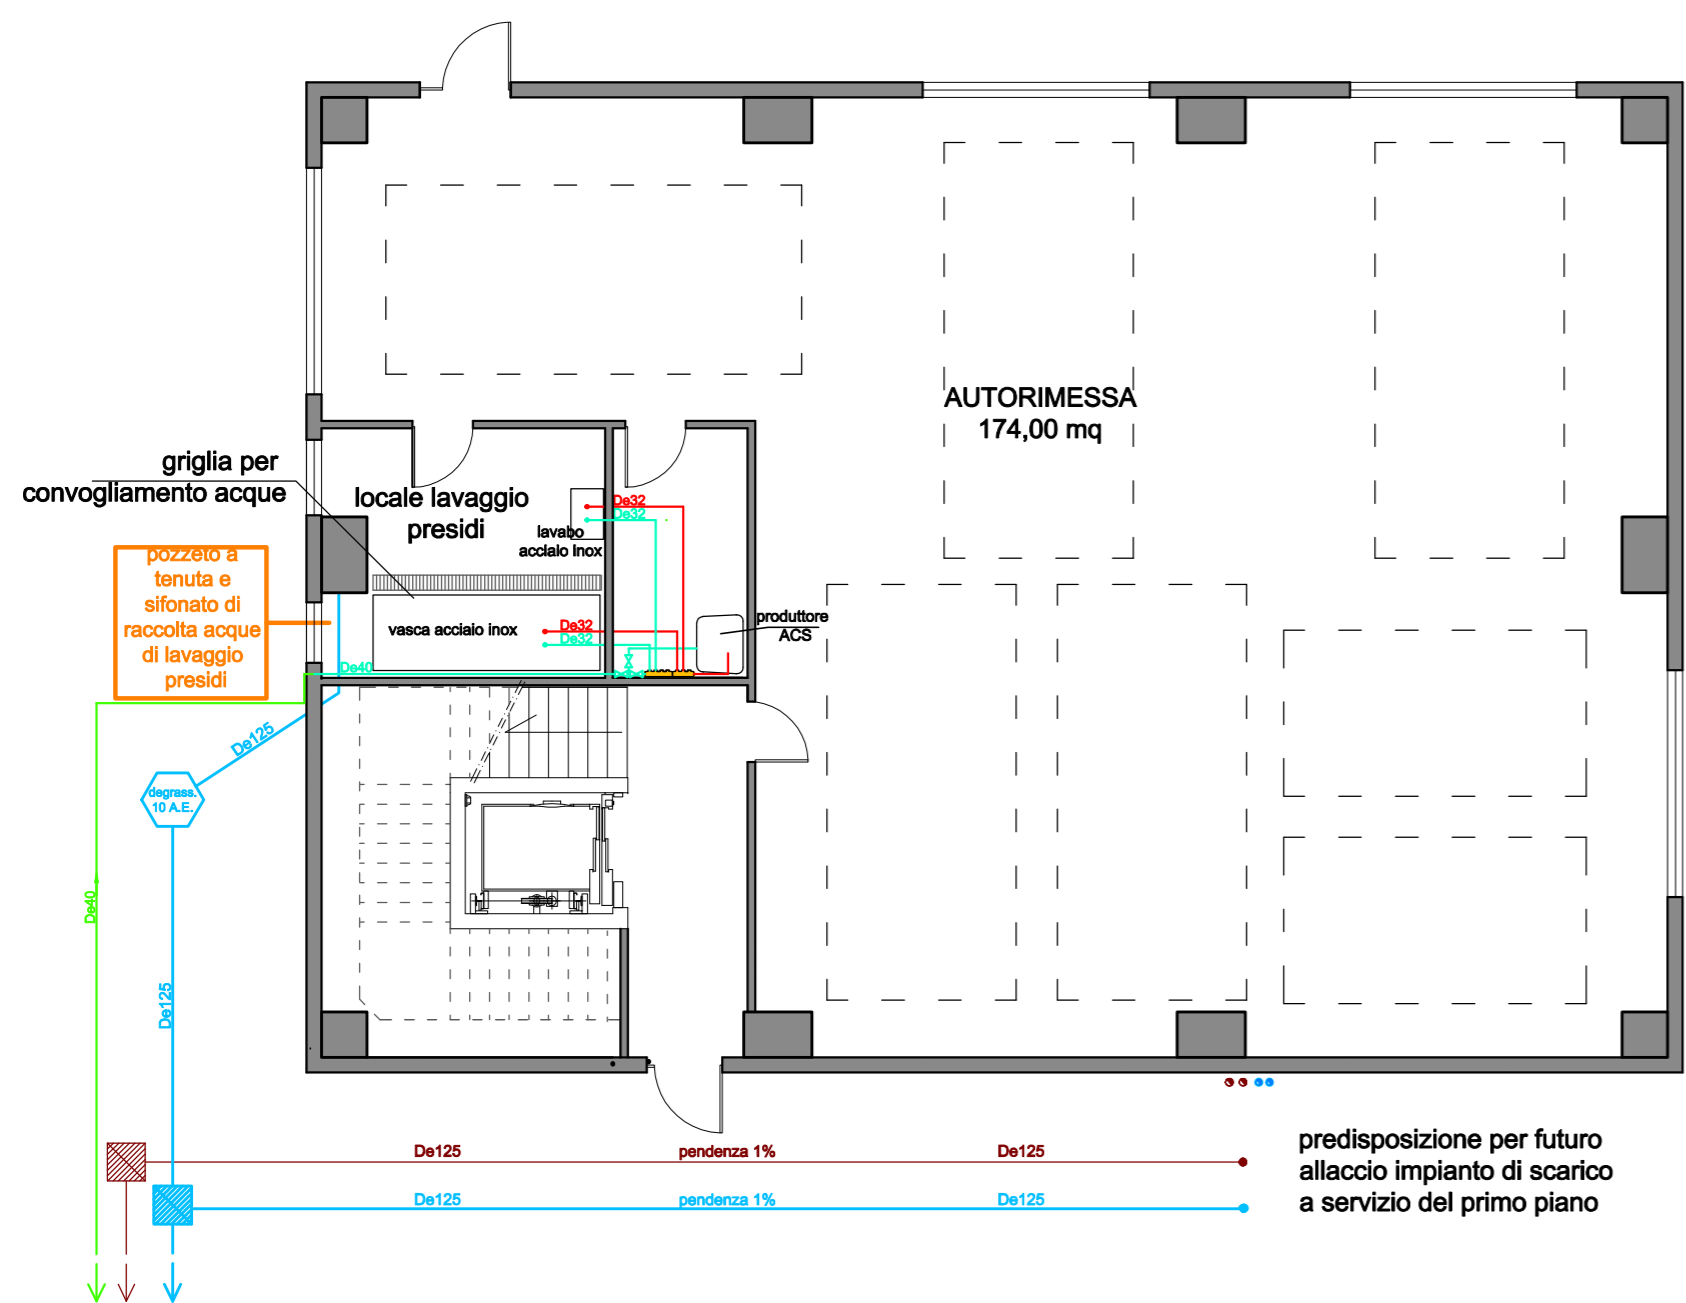 AUTORIMESSA
174,00 mq
griglia per
convogliamento acque
locale lavaggio
presidi
lavabo
acciaio inox
De32
De32
pozzeto a
tenuta e
sifonato di
raccolta acque
di lavaggio
presidi
vasca acciaio inox
De32
De32
produttore
ACS
De40
De125
degrass.
10 A.E.
De40
De125
De125
pendenza 1%
De125
De125
pendenza 1%
De125
predisposizione per futuro
allaccio impianto di scarico
a servizio del primo piano